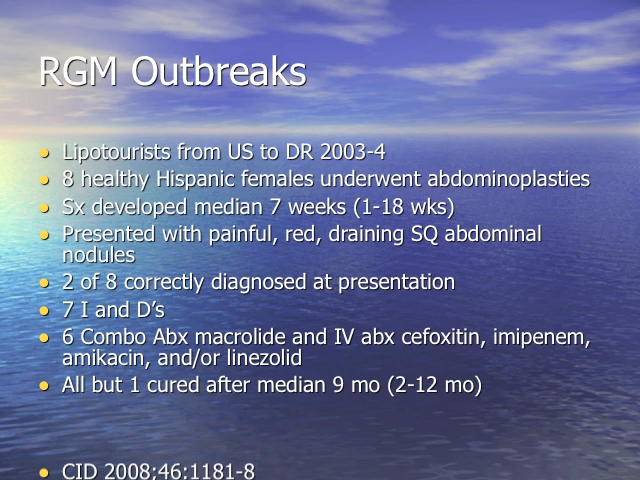 RGM Outbreaks
• Lipotourists from US to DR 2003-4
• 8 healthy Hispanic females underwent abdominoplasties
• Sx developed median 7 weeks (1-18 wks)
• Presented with painful, red, draining SQ abdominal
nodules
• 2 of 8 correctly diagnosed at presentation
• 7 I and D’s
• 6 Combo Abx macrolide and IV abx cefoxitin, imipenem,
amikacin, and/or linezolid
• All but 1 cured after median 9 mo (2-12 mo)
• CID 2008;46:1181-8